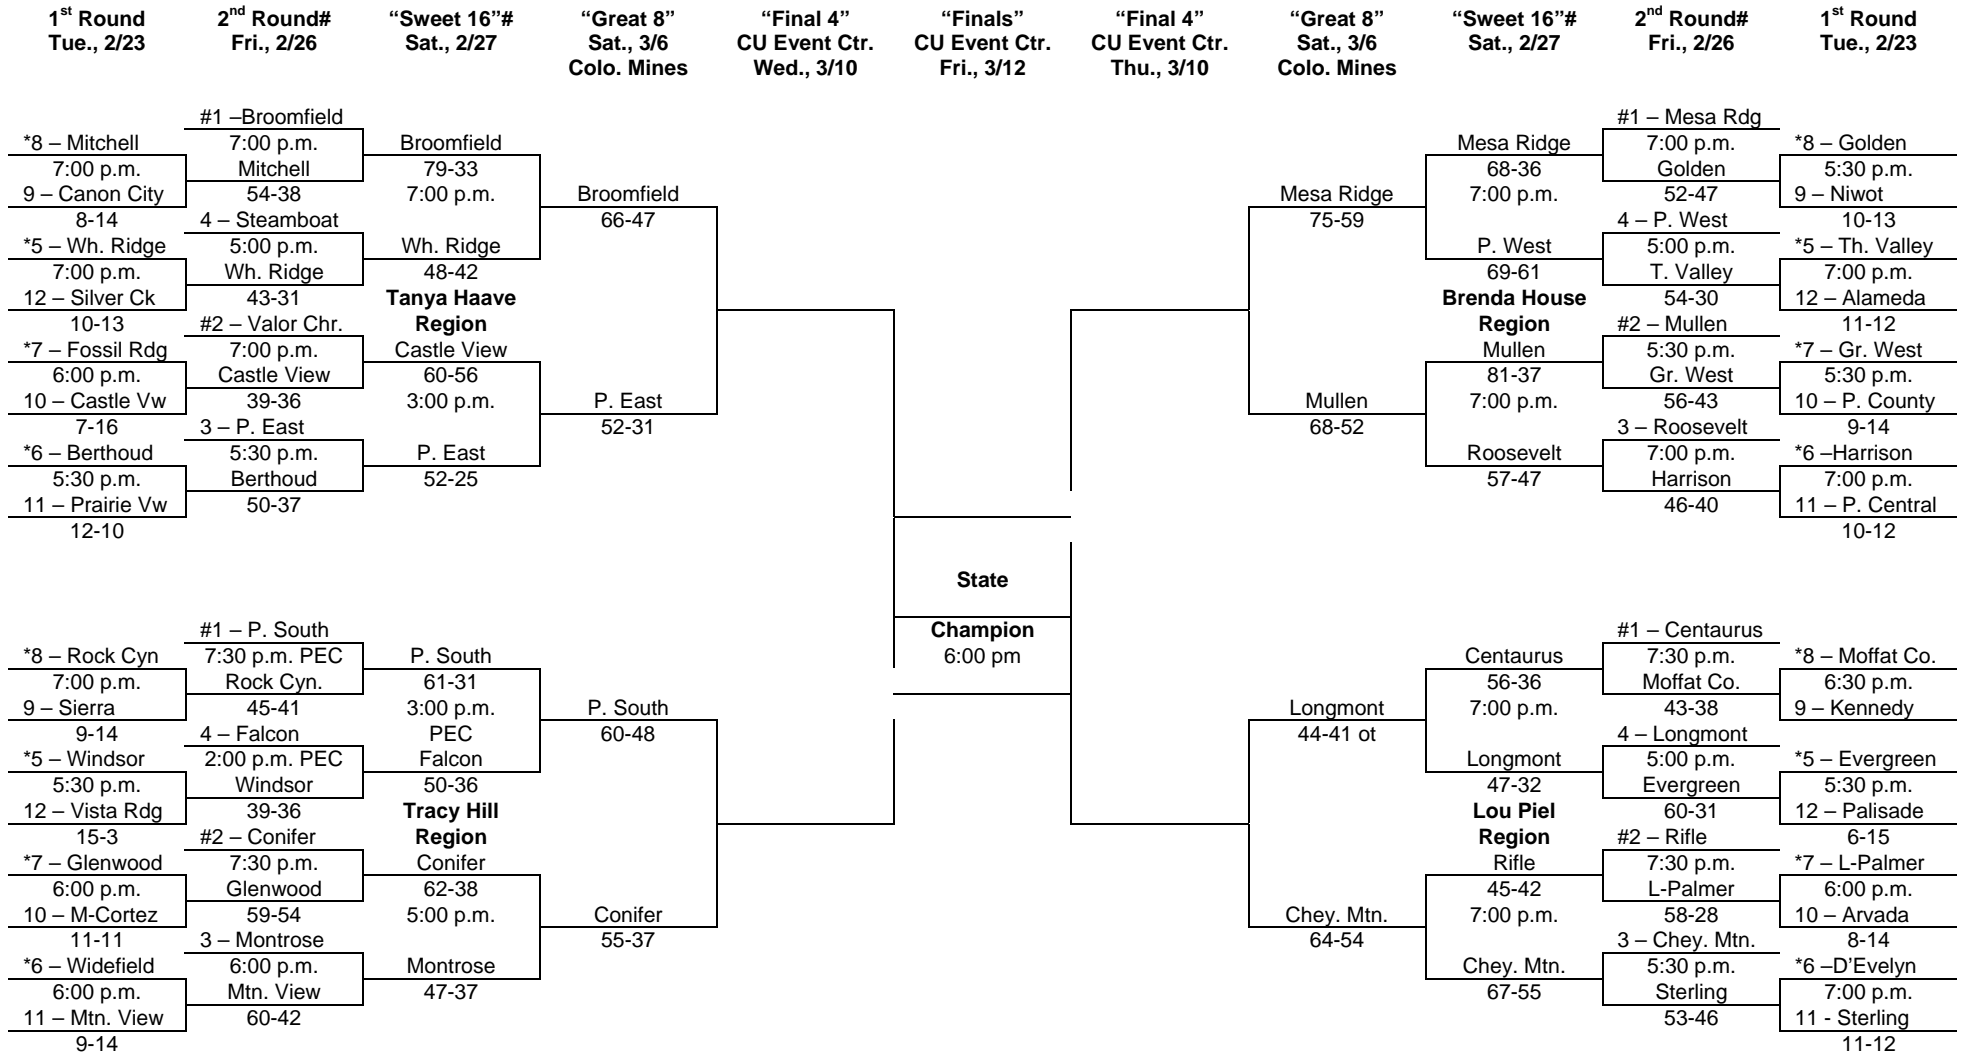 1st Round
Tue., 2/23
2nd Round#
Fri., 2/26
“Sweet 16”#
Sat., 2/27
“Great 8”
Sat., 3/6
Colo. Mines
“Final 4”
CU Event Ctr.
Wed., 3/10
“Finals”
CU Event Ctr.
Fri., 3/12
“Final 4”
CU Event Ctr.
Thu., 3/10
“Great 8”
Sat., 3/6
Colo. Mines
“Sweet 16”#
Sat., 2/27
2nd Round#
Fri., 2/26
1st Round
Tue., 2/23
*8 – Mitchell
7:00 p.m.
9 – Canon City
8-14
*5 – Wh. Ridge
7:00 p.m.
12 – Silver Ck
10-13
*7 – Fossil Rdg
6:00 p.m.
10 – Castle Vw
7-16
*6 – Berthoud
5:30 p.m.
11 – Prairie Vw
12-10
#1 –Broomfield
7:00 p.m.
Mitchell
54-38
4 – Steamboat
5:00 p.m.
Wh. Ridge
43-31
#2 – Valor Chr.
7:00 p.m.
Castle View
39-36
3 – P. East
5:30 p.m.
Berthoud
50-37
Broomfield
79-33
7:00 p.m.
Wh. Ridge
48-42
Tanya Haave
Region
Castle View
60-56
3:00 p.m.
P. East
52-25
Broomfield
66-47
P. East
52-31
*8 – Rock Cyn
7:00 p.m.
9 – Sierra
9-14
*5 – Windsor
5:30 p.m.
12 – Vista Rdg
15-3
*7 – Glenwood
6:00 p.m.
10 – M-Cortez
11-11
*6 – Widefield
6:00 p.m.
11 – Mtn. View
9-14
#1 – P. South
7:30 p.m. PEC
Rock Cyn.
45-41
4 – Falcon
2:00 p.m. PEC
Windsor
39-36
#2 – Conifer
7:30 p.m.
Glenwood
59-54
3 – Montrose
6:00 p.m.
Mtn. View
60-42
P. South
61-31
3:00 p.m.
PEC
Falcon
50-36
Tracy Hill
Region
Conifer
62-38
5:00 p.m.
Montrose
47-37
P. South
60-48
Conifer
55-37
State
Champion
6:00 pm
Mesa Ridge
75-59
Mullen
68-52
Mesa Ridge
68-36
7:00 p.m.
P. West
69-61
Brenda House
Region
Mullen
81-37
7:00 p.m.
Roosevelt
57-47
#1 – Mesa Rdg
7:00 p.m.
Golden
52-47
4 – P. West
5:00 p.m.
T. Valley
54-30
#2 – Mullen
5:30 p.m.
Gr. West
56-43
3 – Roosevelt
7:00 p.m.
Harrison
46-40
*8 – Golden
5:30 p.m.
9 – Niwot
10-13
*5 – Th. Valley
7:00 p.m.
12 – Alameda
11-12
*7 – Gr. West
5:30 p.m.
10 – P. County
9-14
*6 –Harrison
7:00 p.m.
11 – P. Central
10-12
Longmont
44-41 ot
Chey. Mtn.
64-54
Centaurus
56-36
7:00 p.m.
Longmont
47-32
Lou Piel
Region
Rifle
45-42
7:00 p.m.
Chey. Mtn.
67-55
#1 – Centaurus
7:30 p.m.
Moffat Co.
43-38
4 – Longmont
5:00 p.m.
Evergreen
60-31
#2 – Rifle
7:30 p.m.
L-Palmer
58-28
3 – Chey. Mtn.
5:30 p.m.
Sterling
53-46
*8 – Moffat Co.
6:30 p.m.
9 – Kennedy
*5 – Evergreen
5:30 p.m.
12 – Palisade
6-15
*7 – L-Palmer
6:00 p.m.
10 – Arvada
8-14
*6 –D’Evelyn
7:00 p.m.
11 - Sterling
11-12